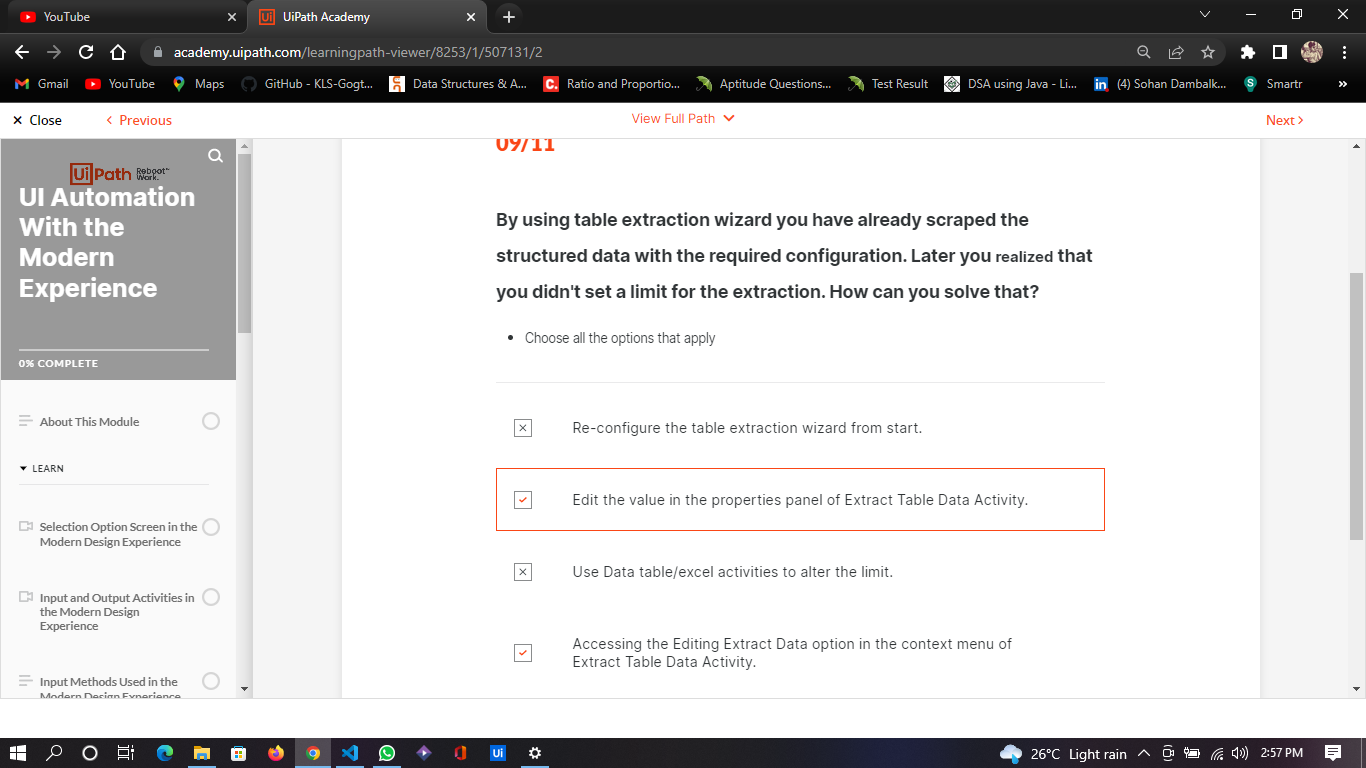 YouTube
UiPath Academy
academy.uipath.com/learningpath-viewer/8253/1/507131/2
Gmail
YouTube
Maps
GitHub - KLS-Gogt...
Data Structures & A...
Ratio and Proportio...
Aptitude Questions...
Test Result
DSA using Java - Li...
(4) Sohan Dambalk...
Smartr
»
× Close
< Previous
View Full Path
Next >
UiPath Reboot Work.™
UI Automation
With the
Modern
Experience
0% COMPLETE
About This Module
LEARN
Selection Option Screen in the
Modern Design Experience
Input and Output Activities in
the Modern Design
Experience
Input Methods Used in the
Modern Design Experience
09/11
By using table extraction wizard you have already scraped the
structured data with the required configuration. Later you realized that
you didn't set a limit for the extraction. How can you solve that?
• Choose all the options that apply
Re-configure the table extraction wizard from start.
Edit the value in the properties panel of Extract Table Data Activity.
Use Data table/excel activities to alter the limit.
Accessing the Editing Extract Data option in the context menu of
Extract Table Data Activity.
Ui
26°C Light rain
2:57 PM